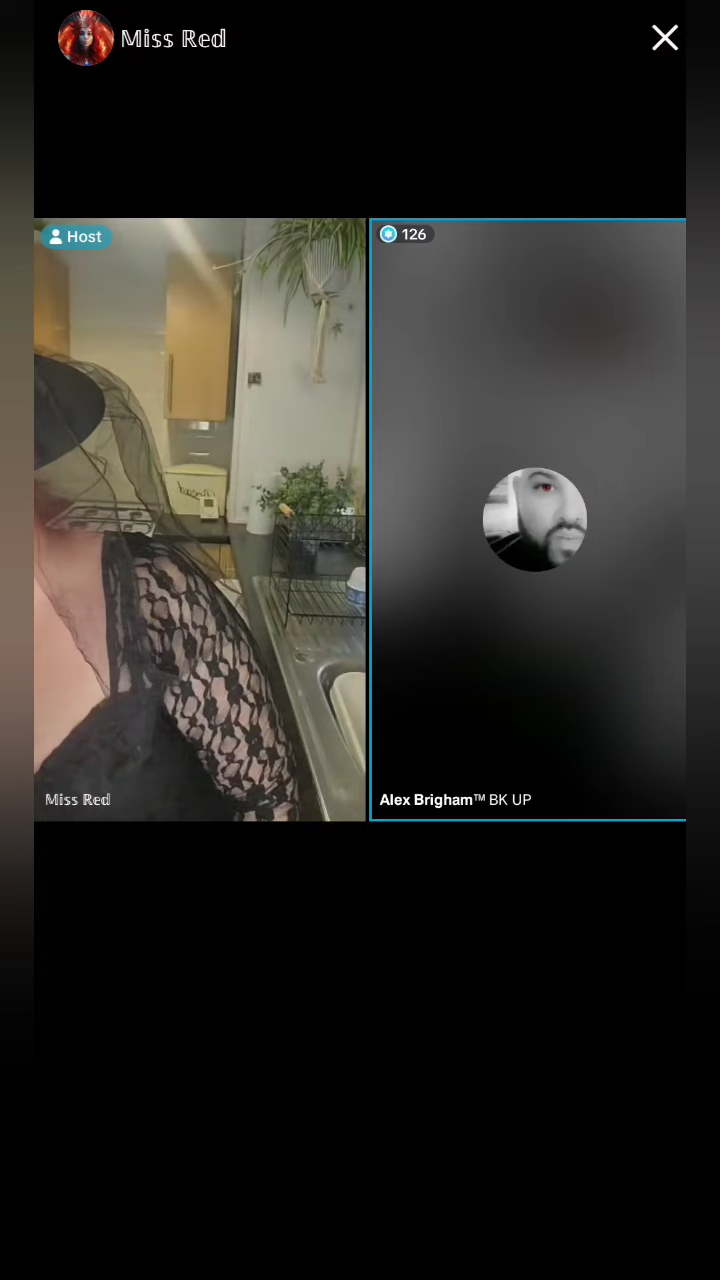 𝕄𝕚𝕤𝕤 ℝ𝕖𝕕
Host
126
𝕄𝕚𝕤𝕤 ℝ𝕖𝕕
Alex Brigham™ BK UP